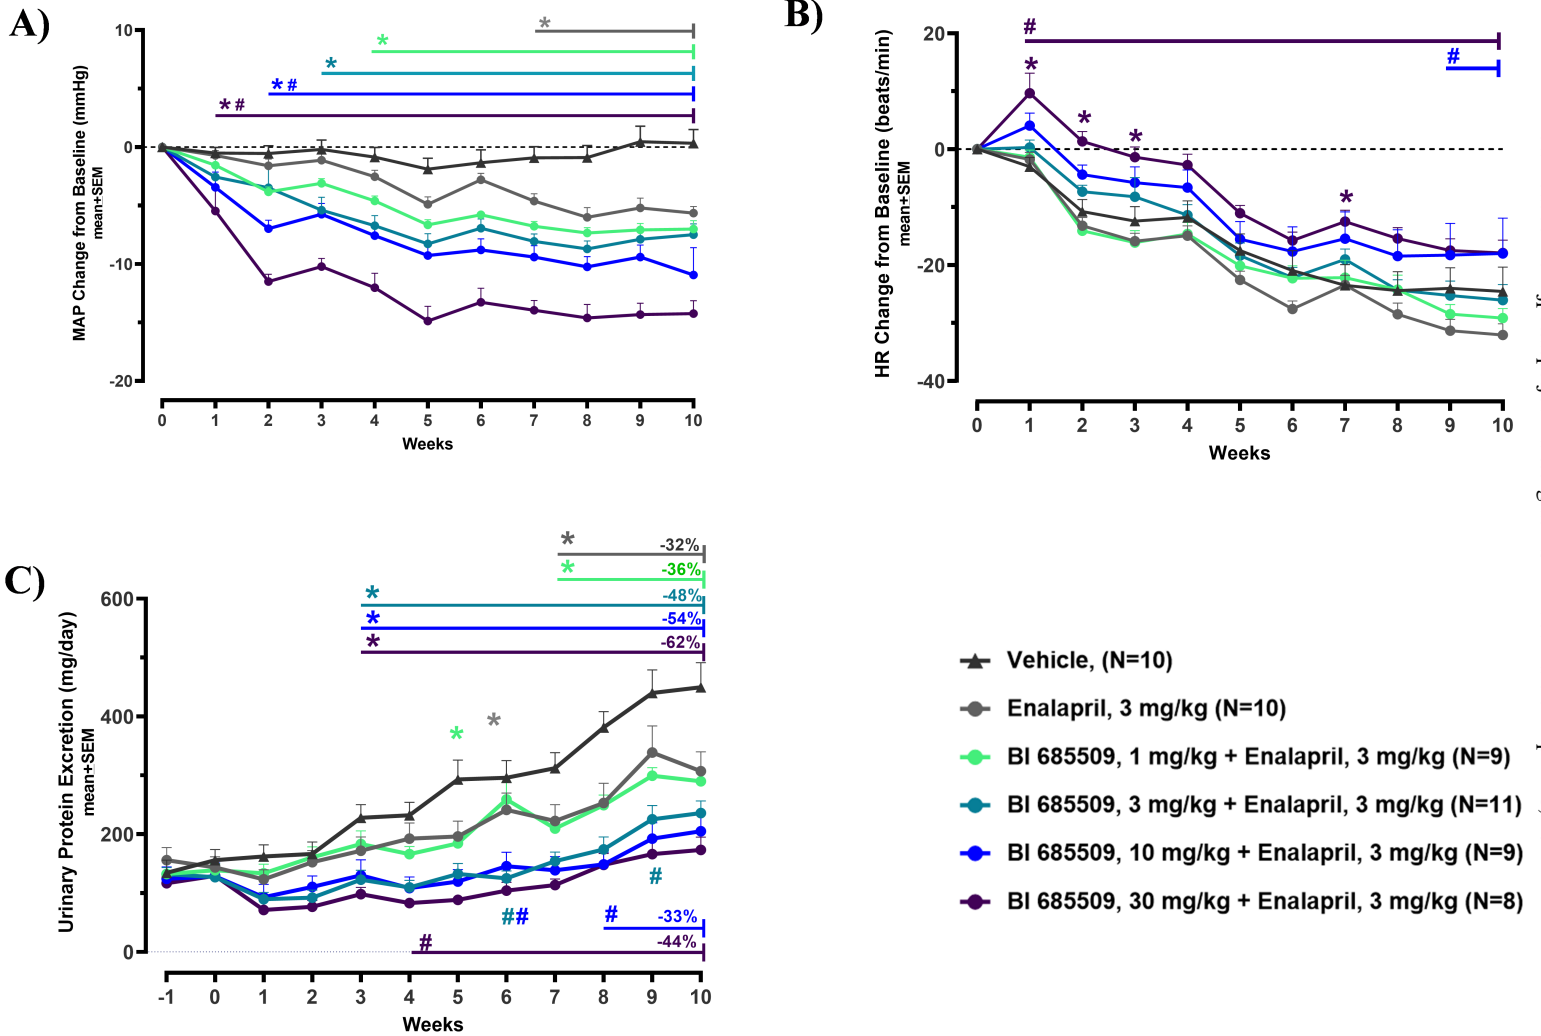 A)
MAP Change from Baseline (mmHg)
mean+SEM
10
0
-10
-20
*
*
*
* #
* #
0 1 2 3 4 5 6 7 8 9 10
Weeks
B)
HR Change from Baseline (beats/min)
mean+SEM
20
0
-20
-40
#
*
#
*
*
*
0 1 2 3 4 5 6 7 8 9 10
Weeks
C)
Urinary Protein Excretion (mg/day)
mean+SEM
600
400
200
0
* -32%
* -36%
* -48%
* -54%
* -62%
* *
#
## # -33%
# -44%
-1 0 1 2 3 4 5 6 7 8 9 10
Weeks
Vehicle, (N=10)
Enalapril, 3 mg/kg (N=10)
BI 685509, 1 mg/kg + Enalapril, 3 mg/kg (N=9)
BI 685509, 3 mg/kg + Enalapril, 3 mg/kg (N=11)
BI 685509, 10 mg/kg + Enalapril, 3 mg/kg (N=9)
BI 685509, 30 mg/kg + Enalapril, 3 mg/kg (N=8)